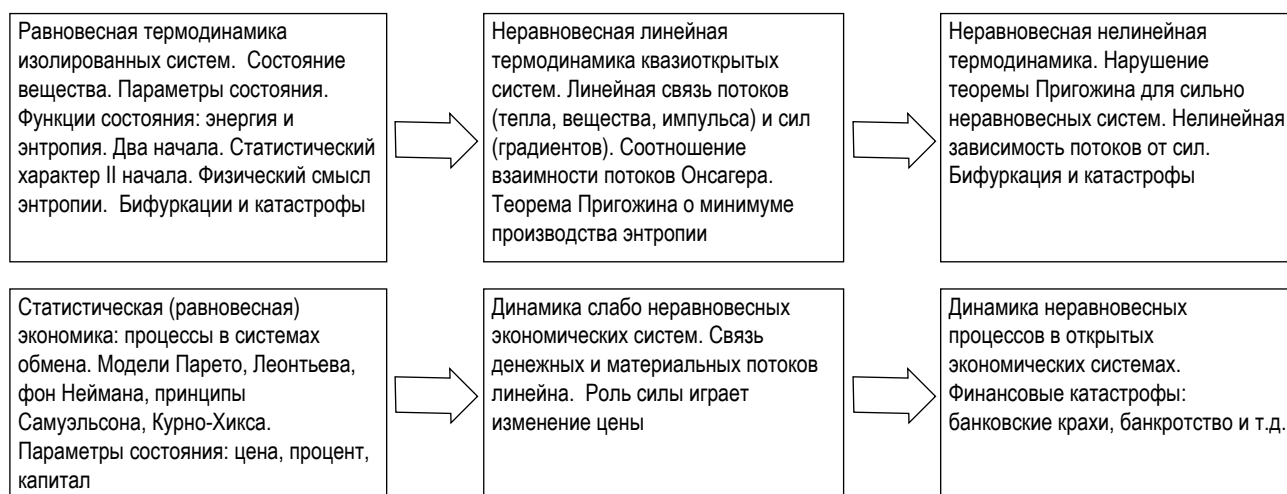 Равновесная термодинамика
изолированных систем.  Состояние
вещества. Параметры состояния.
Функции состояния: энергия и
энтропия. Два начала. Статистический
характер II начала. Физический смысл
энтропии.  Бифуркации и катастрофы
Неравновесная линейная
термодинамика квазиоткрытых
систем. Линейная связь потоков
(тепла, вещества, импульса) и сил
(градиентов). Соотношение
взаимности потоков Онсагера.
Теорема Пригожина о минимуме
производства энтропии
Неравновесная нелинейная
термодинамика. Нарушение
теоремы Пригожина для сильно
неравновесных систем. Нелинейная
зависимость потоков от сил.
Бифуркация и катастрофы
Статистическая (равновесная)
экономика: процессы в системах
обмена. Модели Парето, Леонтьева,
фон Неймана, принципы
Самуэльсона, Курно-Хикса.
Параметры состояния: цена, процент,
капитал
Динамика слабо неравновесных
экономических систем. Связь
денежных и материальных потоков
линейна.  Роль силы играет
изменение цены
Динамика неравновесных
процессов в открытых
экономических системах.
Финансовые катастрофы:
банковские крахи, банкротство и т.д.